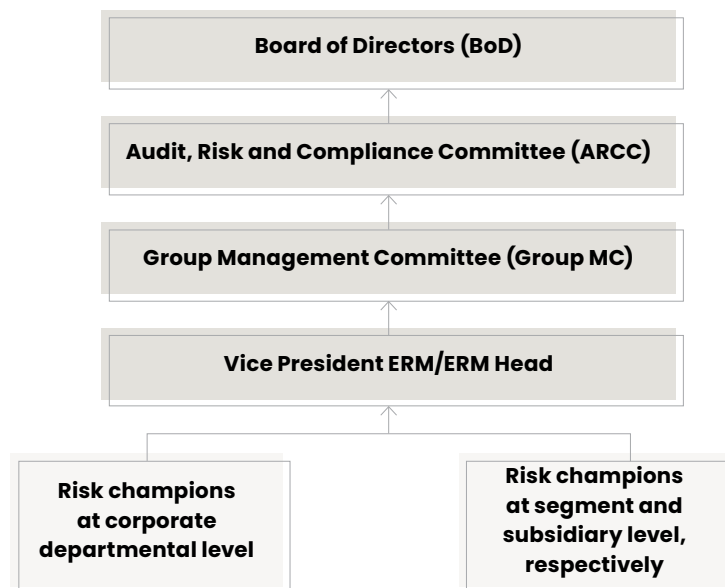 Board of Directors (BoD)
Audit, Risk and Compliance Committee (ARCC)
Group Management Committee (Group MC)
Vice President ERM/ERM Head
Risk champions
at corporate
departmental level
Risk champions
at segment and
subsidiary level,
respectively